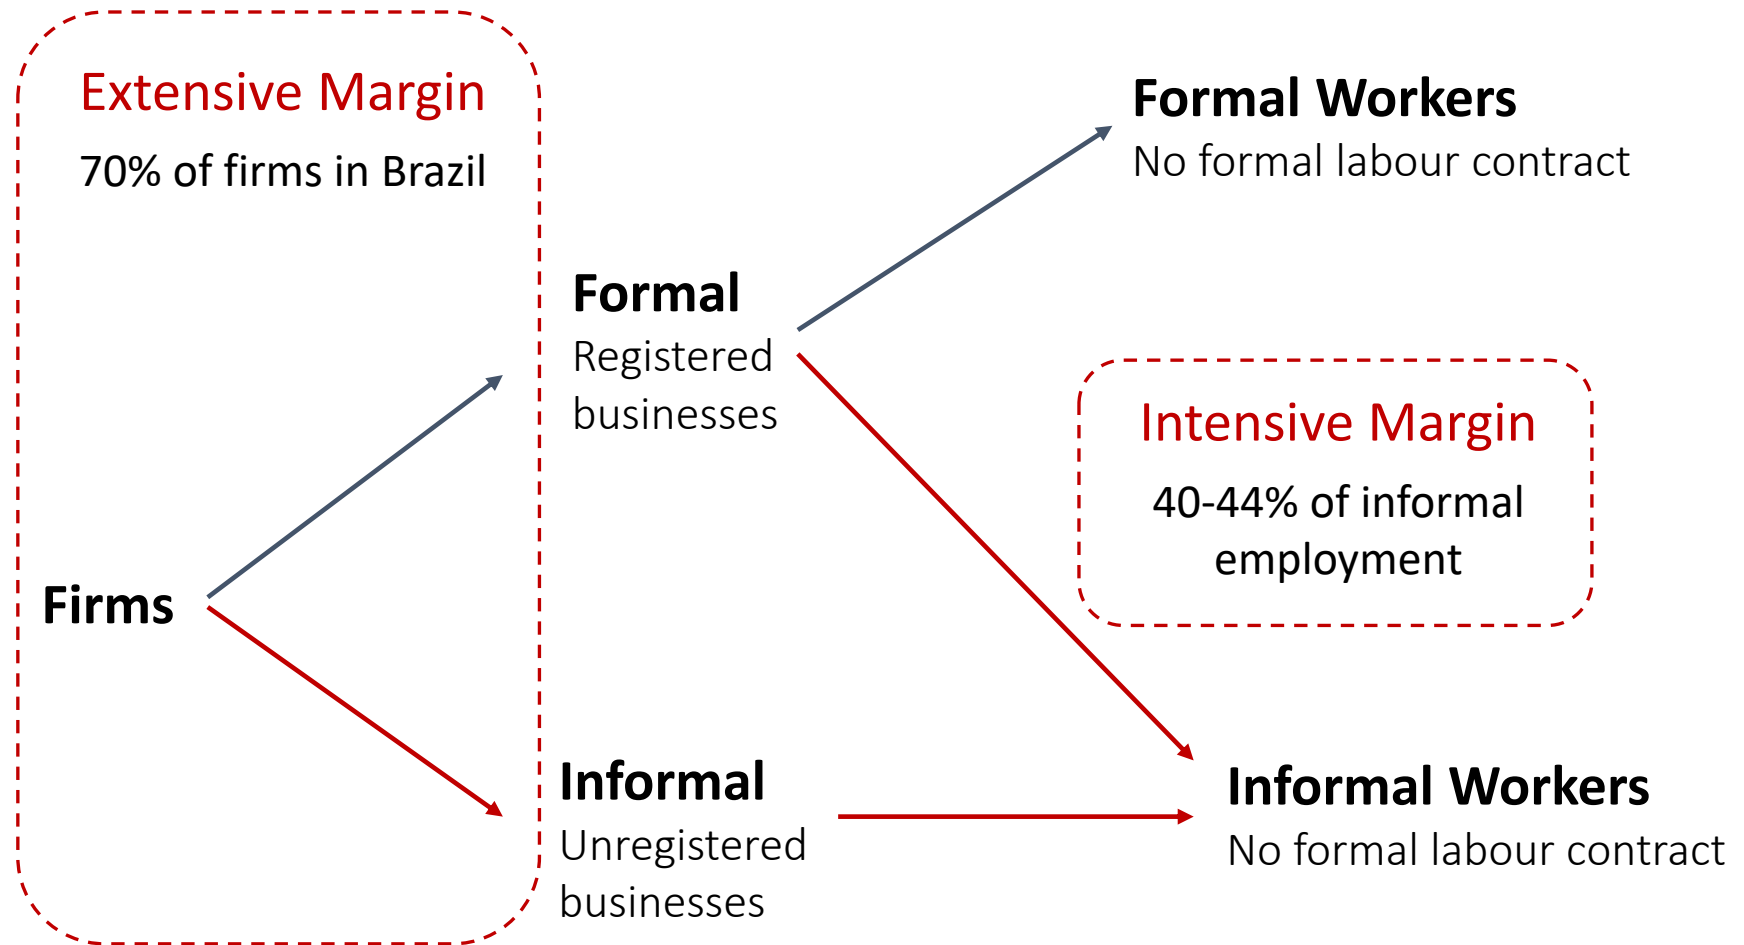 Extensive Margin
70% of firms in Brazil
Formal Workers
No formal labour contract
Formal
Registered
businesses
Intensive Margin
40-44% of informal
employment
Firms
Informal
Unregistered
businesses
Informal Workers
No formal labour contract